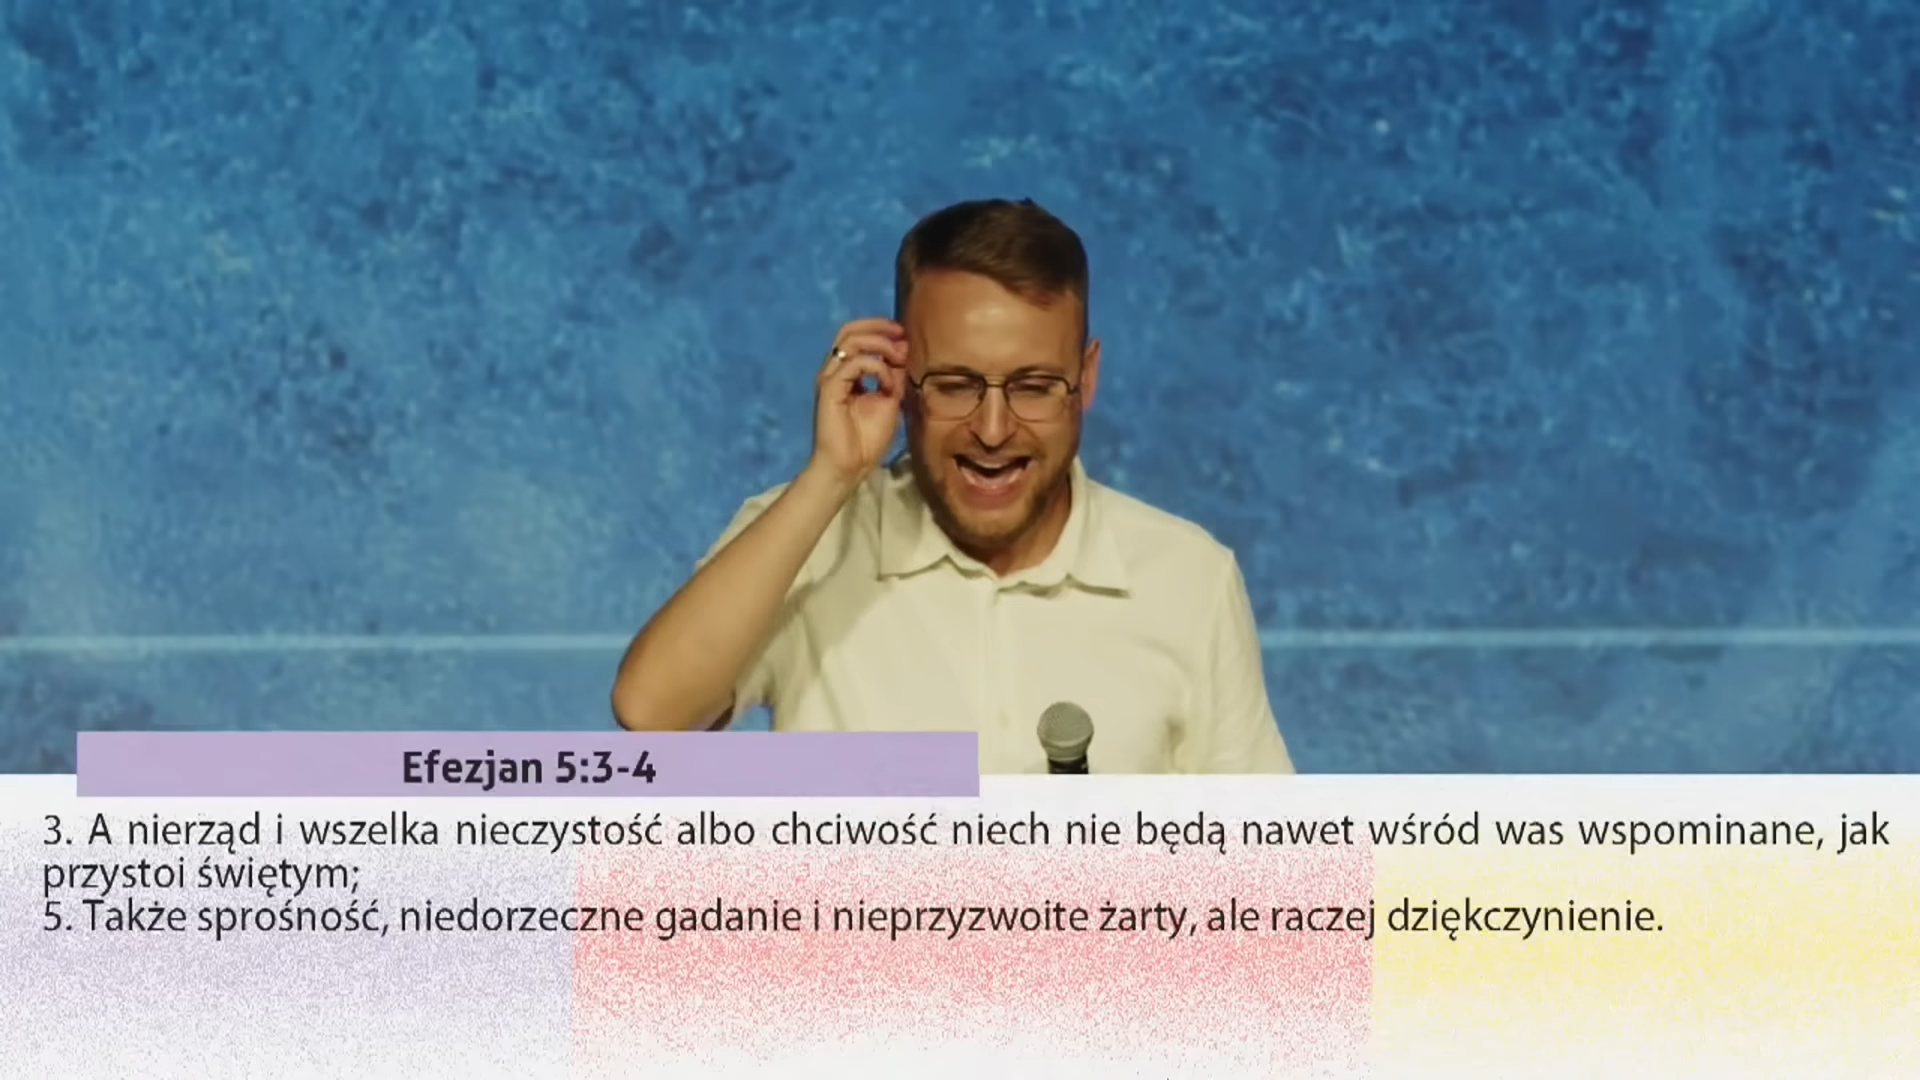 Efezjan 5:3-4
3. A nierząd i wszelka nieczystość albo chciwość niech nie będą nawet wśród was wspominane, jak
przystoi świętym;
5. Także sprośność, niedorzeczne gadanie i nieprzyzwoite żarty, ale raczej dziękczynienie.